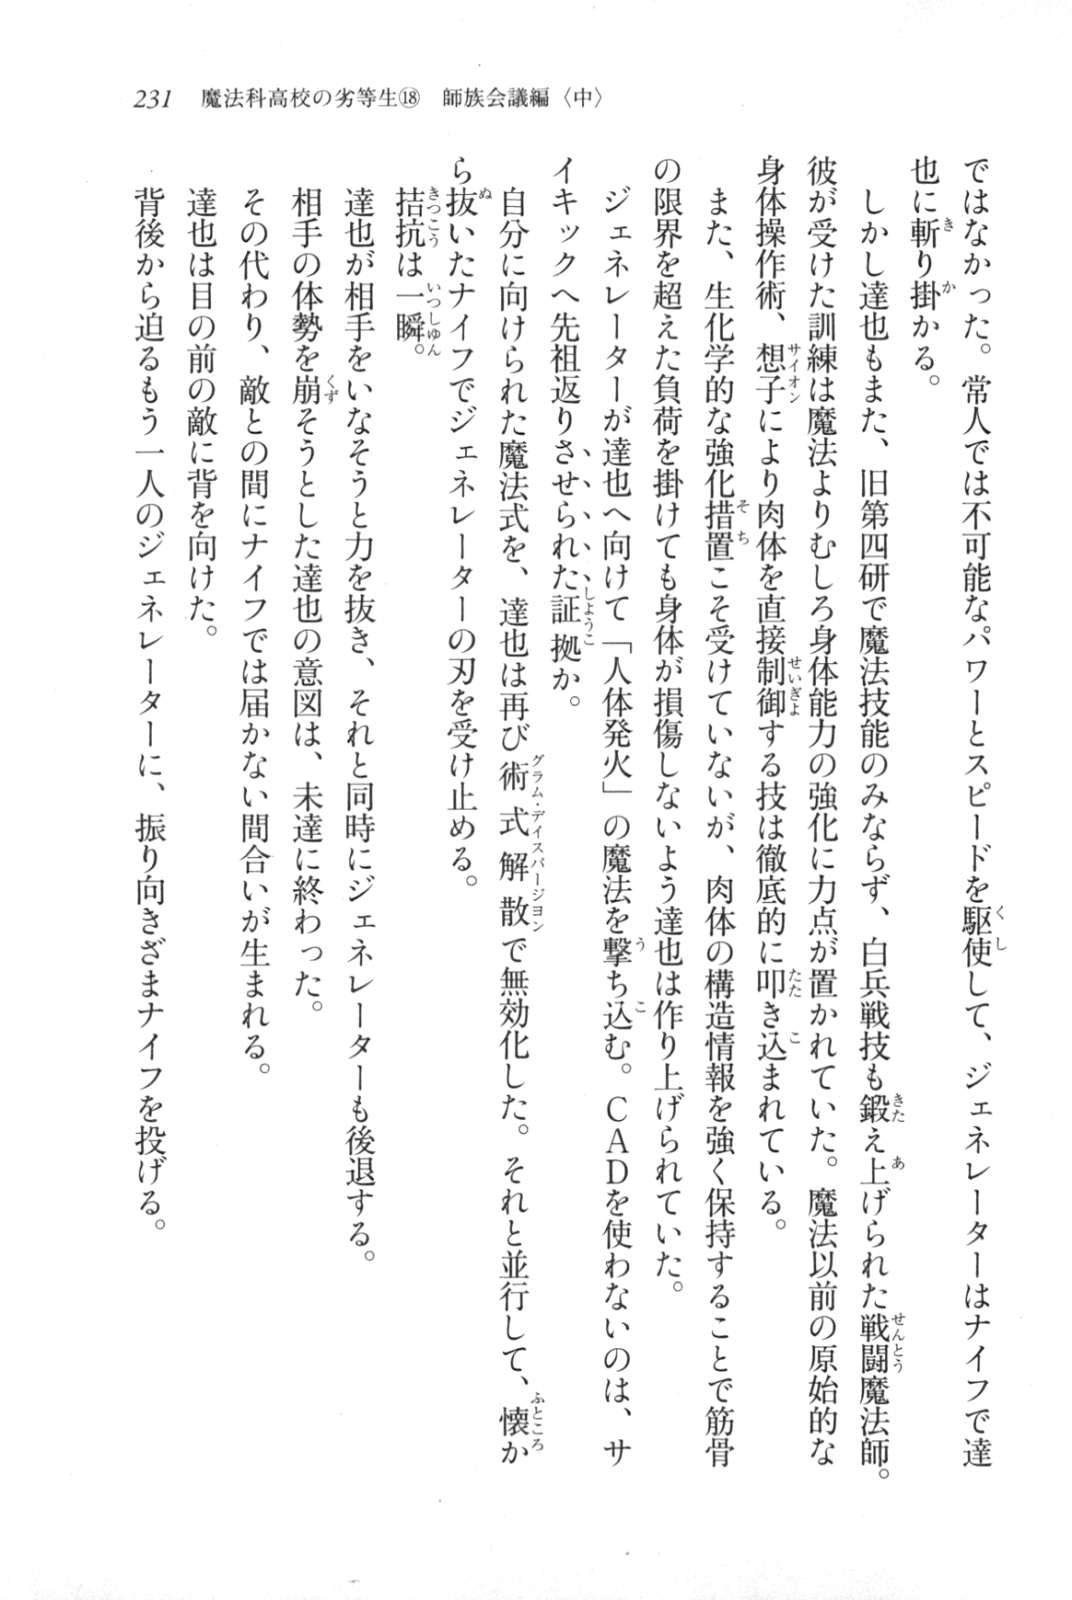 231　魔法科高校の劣等生⑱　師族会議編〈中〉
ではなかった。常人では不可能なパワーとスピードを駆使して、ジェネレーターはナイフで達
也に斬り掛かる。
　しかし達也もまた、旧第四研で魔法技能のみならず、白兵戦技も鍛え上げられた戦闘魔法師。
彼が受けた訓練は魔法よりむしろ身体能力の強化に力点が置かれていた。魔法以前の原始的な
身体操作術、想子により肉体を直接制御する技は徹底的に叩き込まれている。
　また、生化学的な強化措置こそ受けていないが、肉体の構造情報を強く保持することで筋骨
の限界を超えた負荷を掛けても身体が損傷しないよう達也は作り上げられていた。
　ジェネレーターが達也へ向けて「人体発火」の魔法を撃ち込む。ＣＡＤを使わないのは、サ
イキックへ先祖返りさせられた証拠か。
　自分に向けられた魔法式を、達也は再び術式解散で無効化した。それと並行して、懐か
ら抜いたナイフでジェネレーターの刃を受け止める。
　拮抗は一瞬。
　達也が相手をいなそうと力を抜き、それと同時にジェネレーターも後退する。
　相手の体勢を崩そうとした達也の意図は、未達に終わった。
　その代わり、敵との間にナイフでは届かない間合いが生まれる。
　達也は目の前の敵に背を向けた。
　背後から迫るもう一人のジェネレーターに、振り向きざまナイフを投げる。